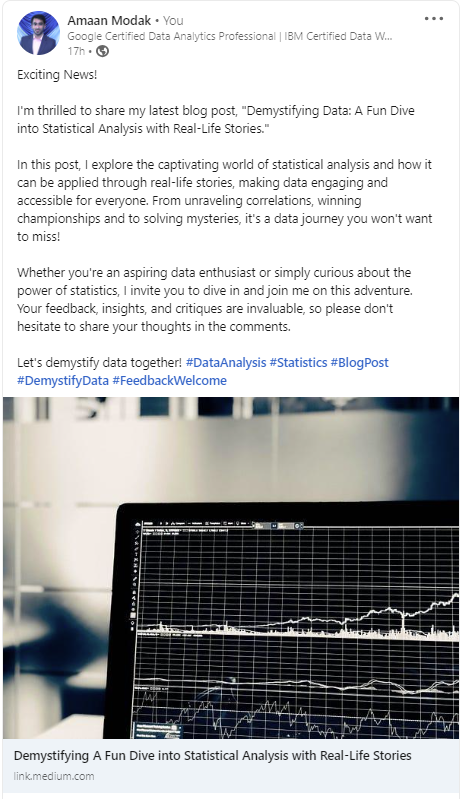 Amaan Modak • You
Google Certified Data Analytics Professional | IBM Certified Data W...
17h •
Exciting News!
I'm thrilled to share my latest blog post, "Demystifying Data: A Fun Dive
into Statistical Analysis with Real-Life Stories."
In this post, I explore the captivating world of statistical analysis and how it
can be applied through real-life stories, making data engaging and
accessible for everyone. From unraveling correlations, winning
championships and to solving mysteries, it's a data journey you won't want
to miss!
Whether you're an aspiring data enthusiast or simply curious about the
power of statistics, I invite you to dive in and join me on this adventure.
Your feedback, insights, and critiques are invaluable, so please don't
hesitate to share your thoughts in the comments.
Let's demystify data together! #DataAnalysis #Statistics #BlogPost
#DemystifyData #FeedbackWelcome
Demystifying A Fun Dive into Statistical Analysis with Real-Life Stories
link.medium.com